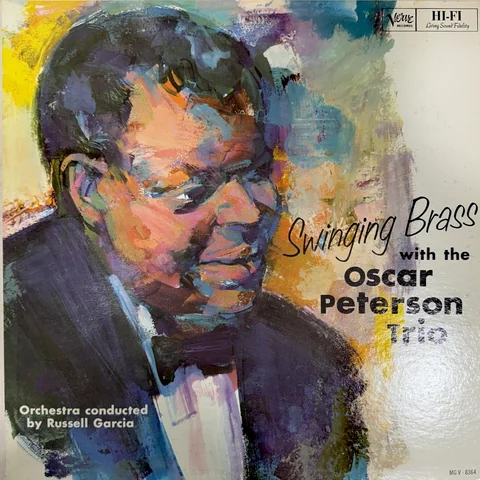 Verve
RECORDS
HI-FI
Living Sound Fidelity
Swinging Brass
with the
Oscar
Peterson
Trio
Orchestra conducted
by Russell Garcia
MG V - 8364